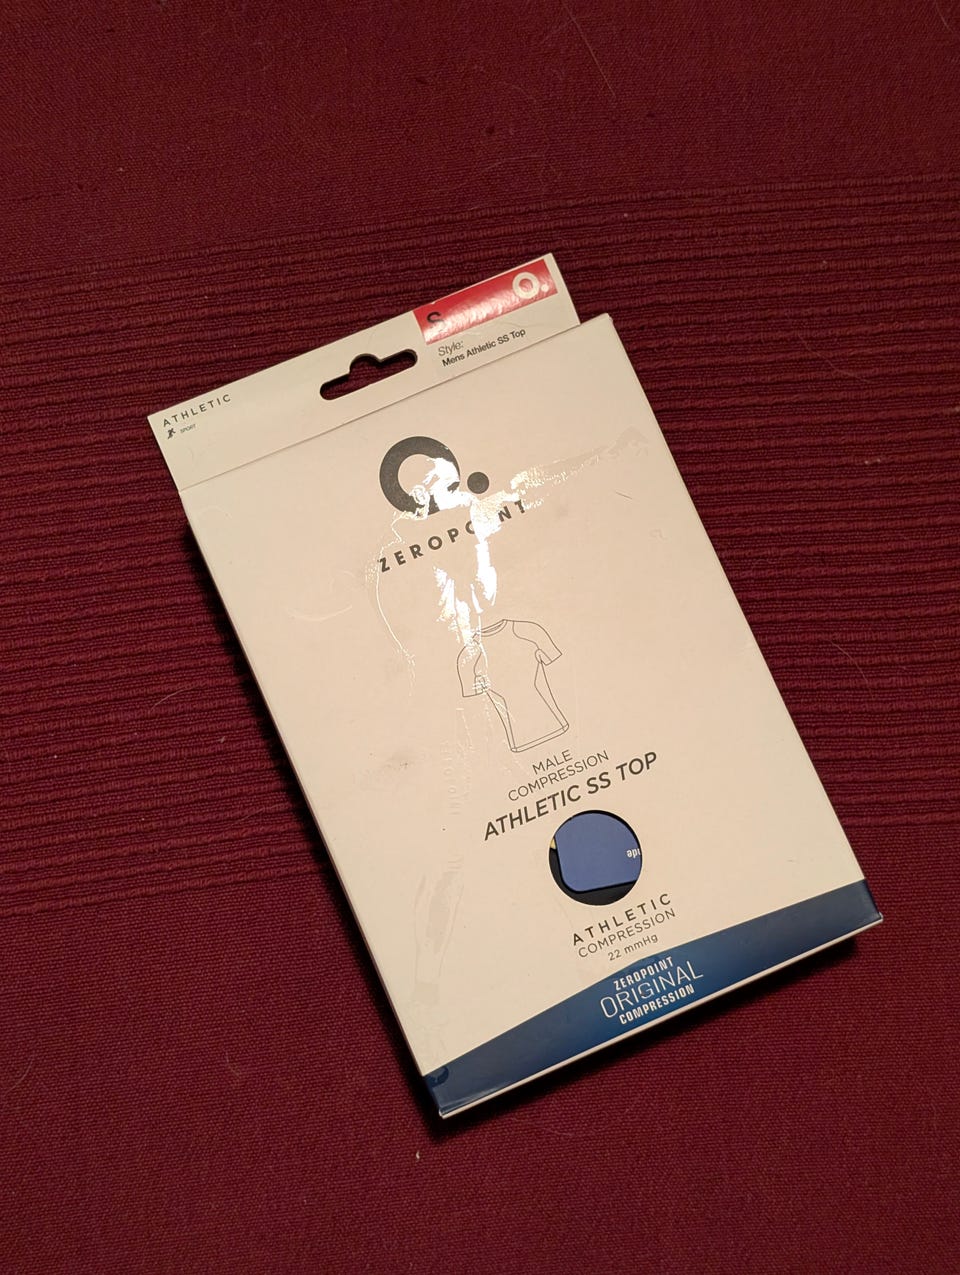 S
Style:
Mens Athletic SS Top
ATHLETIC
SPORT
ZEROPOINT
MALE
COMPRESSION
ATHLETIC SS TOP
ATHLETIC
COMPRESSION
22 mmHg
ZEROPOINT
ORIGINAL
COMPRESSION